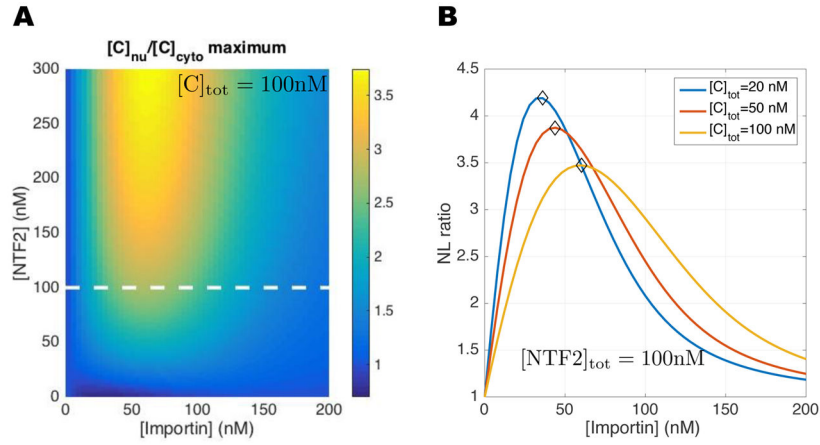 A
[C]nu/[C]cyto maximum
[C]tot = 100nM
300
250
200
150
100
50
0
[NTF2] (nM)
0
50
100
150
200
[Importin] (nM)
3.5
3
2.5
2
1.5
1
B
4.5
4
3.5
3
2.5
2
1.5
1
NL ratio
[C]tot=20 nM
[C]tot=50 nM
[C]tot=100 nM
[NTF2]tot = 100nM
0
50
100
150
200
[Importin] (nM)